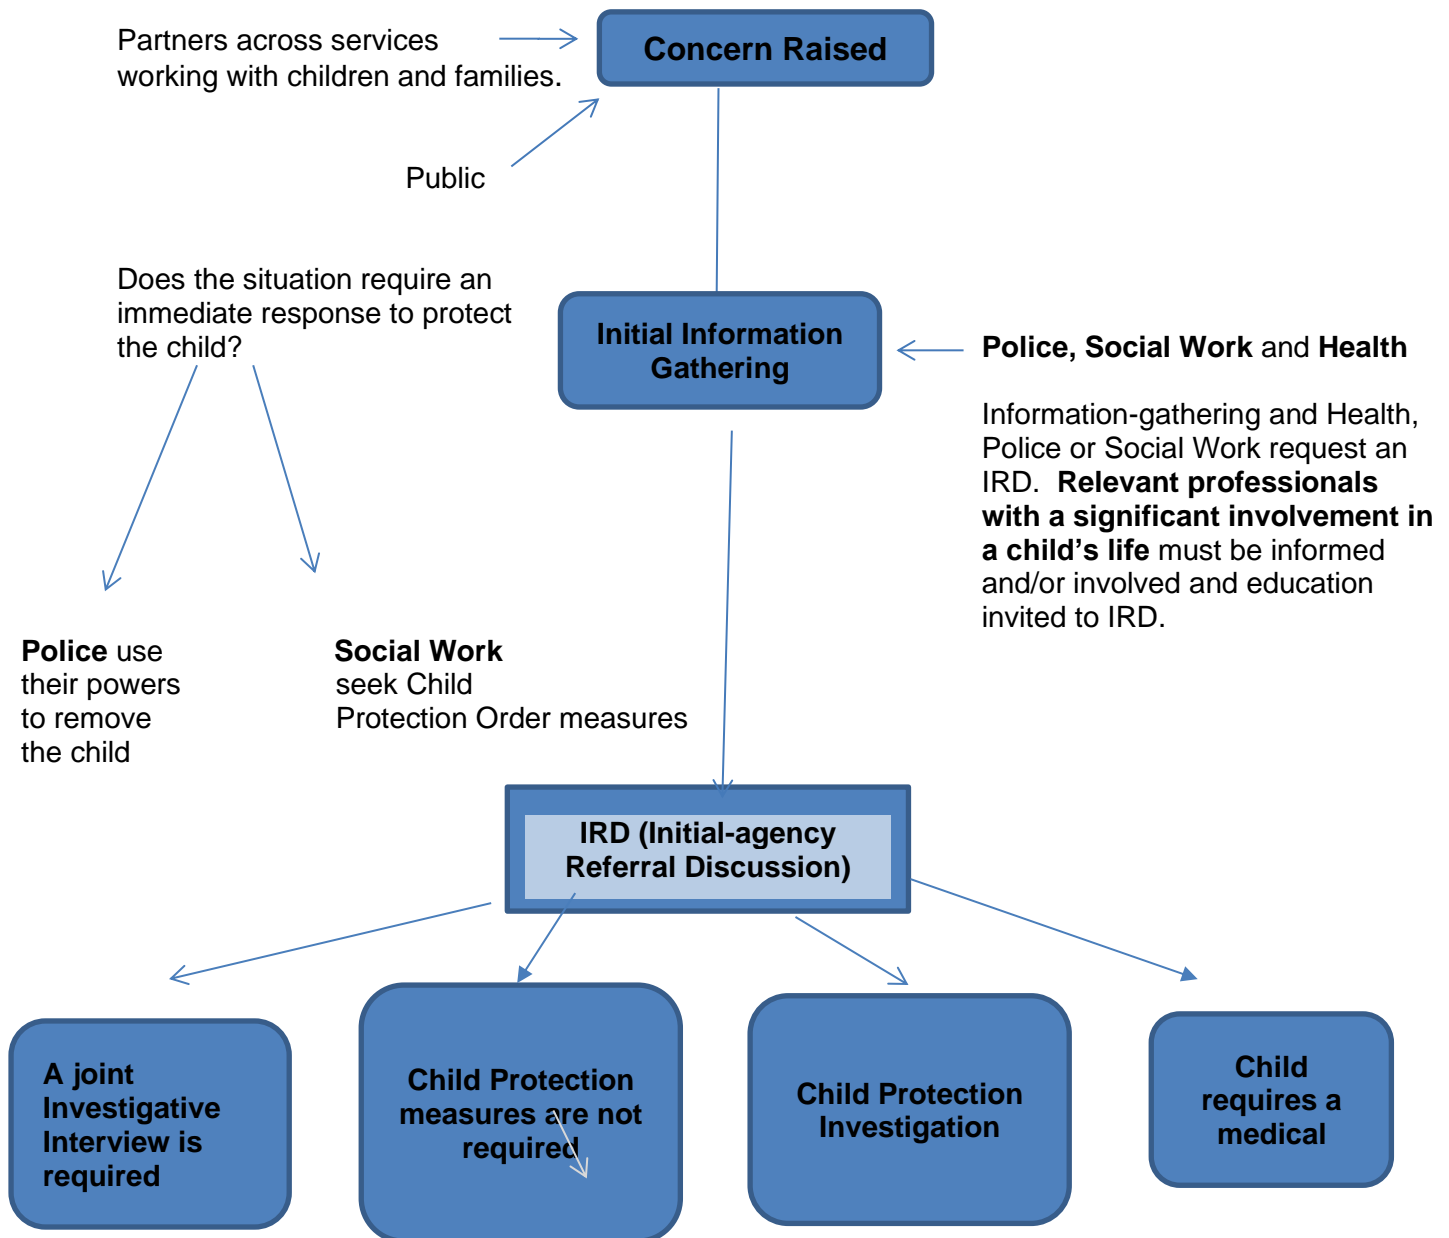 Partners across services
working with children and families.
Concern Raised
Public
Does the situation require an
immediate response to protect
the child?
Initial Information
Gathering
Police, Social Work and Health
Information-gathering and Health,
Police or Social Work request an
IRD.  Relevant professionals
with a significant involvement in
a child’s life must be informed
and/or involved and education
invited to IRD.
Police use
their powers
to remove
the child
Social Work
seek Child
Protection Order measures
IRD (Initial-agency
Referral Discussion)
A joint
Investigative
Interview is
required
Child Protection
measures are not
required
Child Protection
Investigation
Child
requires a
medical